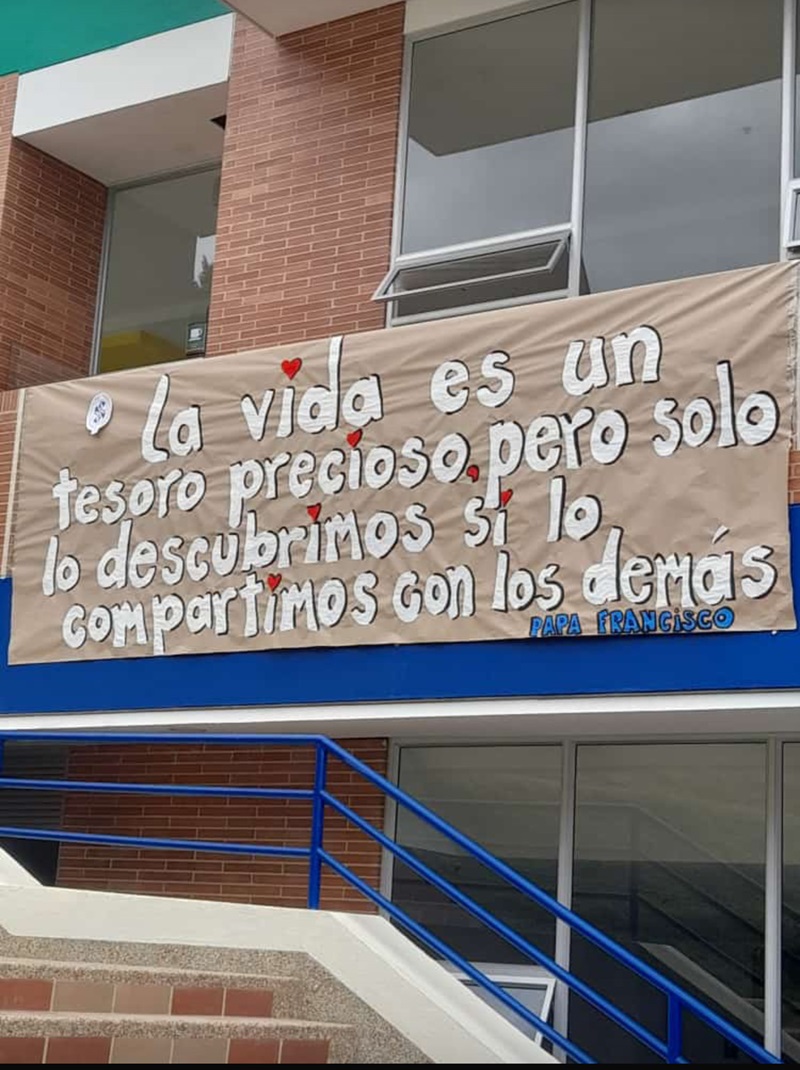 La vida es un
tesoro precioso, pero solo
lo descubrimos si lo
compartimos con los demás
PAPA FRANCISCO